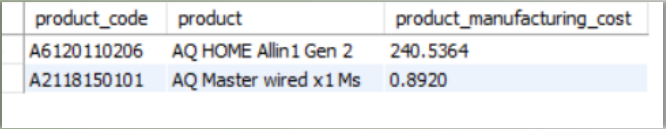 product_code product product_manufacturing_cost
A6120110206 AQ HOME Allin1 Gen 2 240.5364
A2118150101 AQ Master wired x1 Ms 0.8920